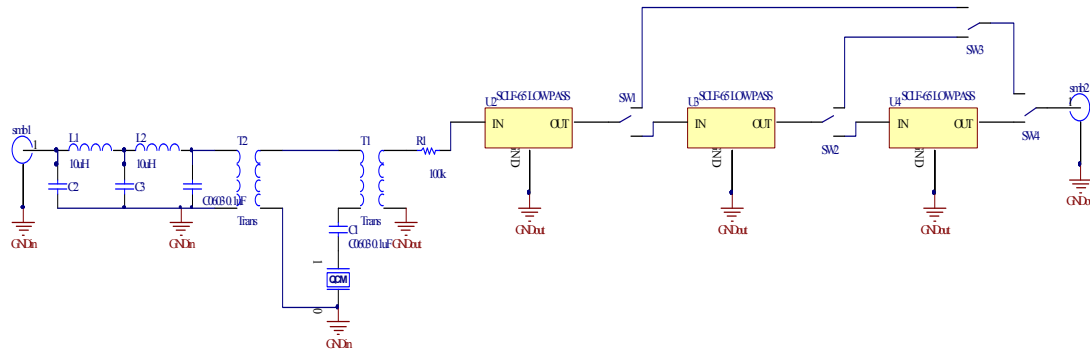 SCLF-65 LOWPASS
SCLF-65 LOWPASS
SCLF-65 LOWPASS
SW3
smb2
1
U2
U3
U4
SW1
IN OUT
IN OUT
IN OUT
SW2
SW4
smb1
1
L1
L2
T2
T1
R1
10uH
10uH
100k
GND
GND
GND
C2
C3
C0603 0.1uF
Trans
Trans
GNDin
GNDin
C1
C0603 0.1uF
GNDout
GNDout
GNDout
GNDout
1
QCM
0
GNDin